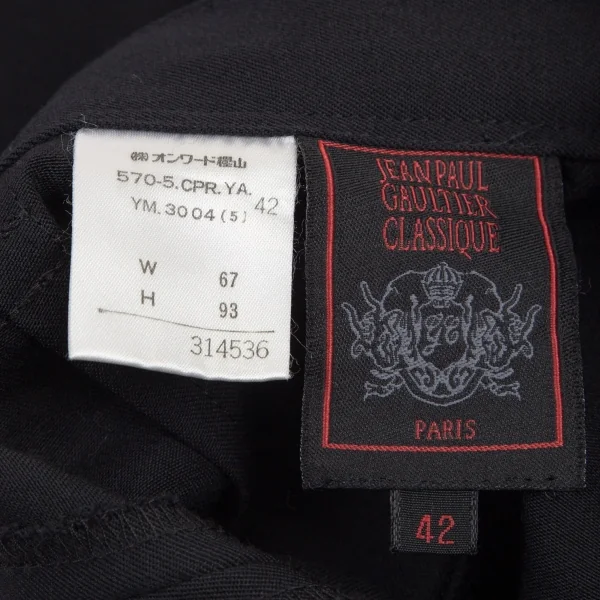 ㈱オンワード樫山
570-5.CPR.YA.
YM.3004(5) 42
W 67
H 93
314536
JEAN PAUL
GAULTIER
CLASSIQUE
PARIS
42